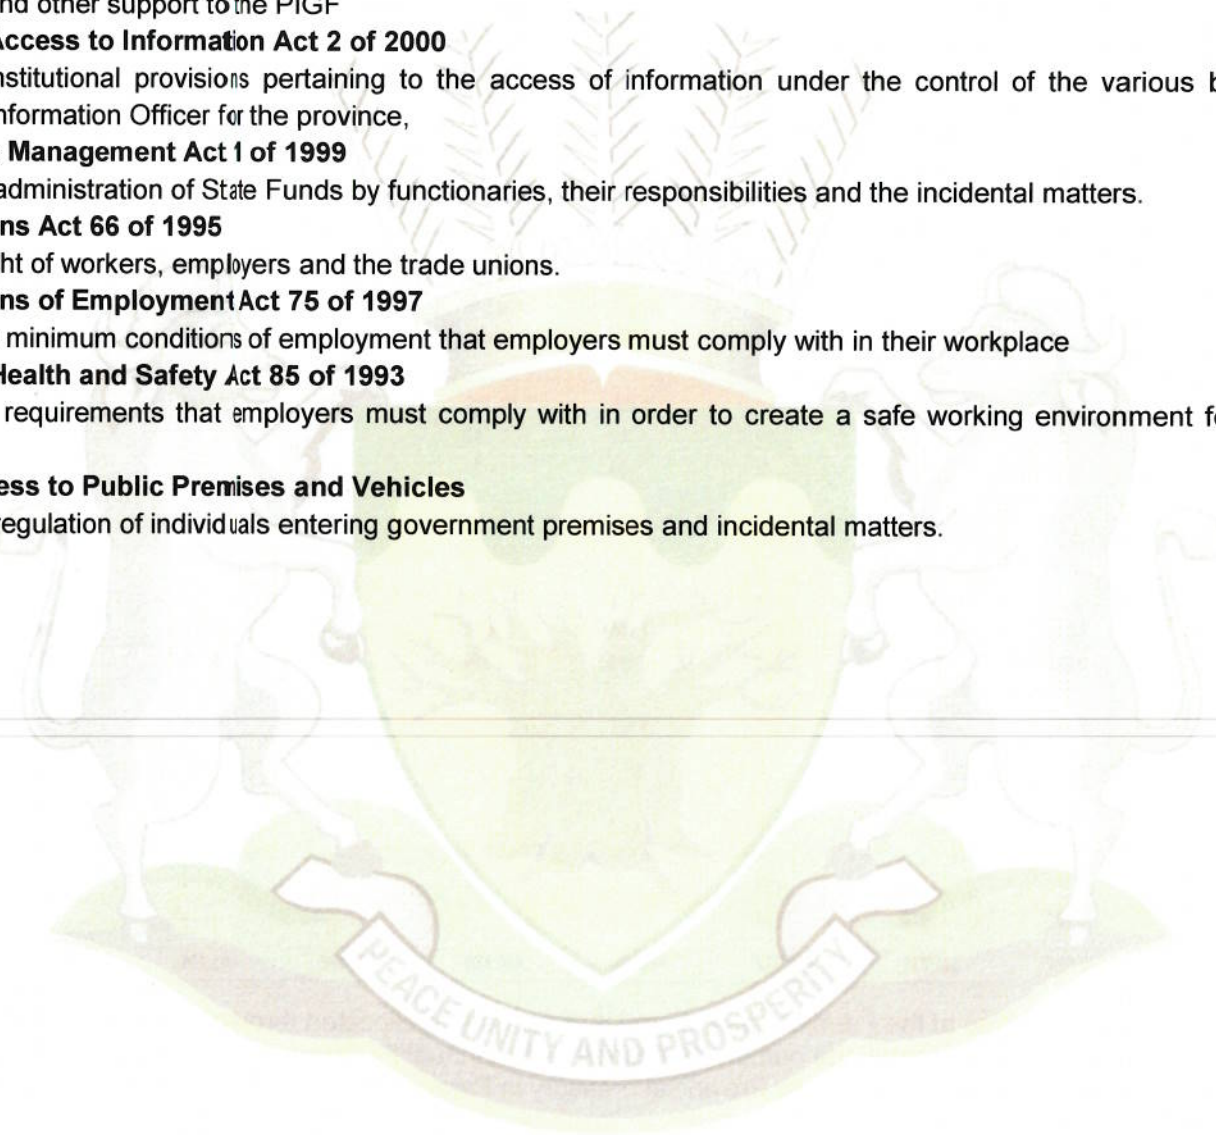 nd other support to the PIGF
Access to Information Act 2 of 2000
nstitutional provisions pertaining to the access of information under the control of the various b
nformation Officer for the province,
Management Act 1 of 1999
administration of State Funds by functionaries, their responsibilities and the incidental matters.
ns Act 66 of 1995
ht of workers, employers and the trade unions.
ns of Employment Act 75 of 1997
minimum conditions of employment that employers must comply with in their workplace
Health and Safety Act 85 of 1993
requirements that employers must comply with in order to create a safe working environment fo
ess to Public Premises and Vehicles
regulation of individuals entering government premises and incidental matters.
PEACE UNITY AND PROSPERITY